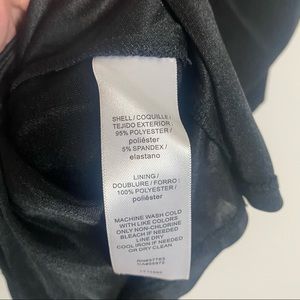 SHELL / COQUILLE /
TEJIDO EXTERIOR :
95% POLYESTER /
poliéster
5% SPANDEX /
elastano
LINING /
DOUBLURE / FORRO :
100% POLYESTER /
poliéster
MACHINE WASH COLD
WITH LIKE COLORS
ONLY NON-CHLORINE
BLEACH IF NEEDED
LINE DRY
COOL IRON IF NEEDED
OR DRY CLEAN